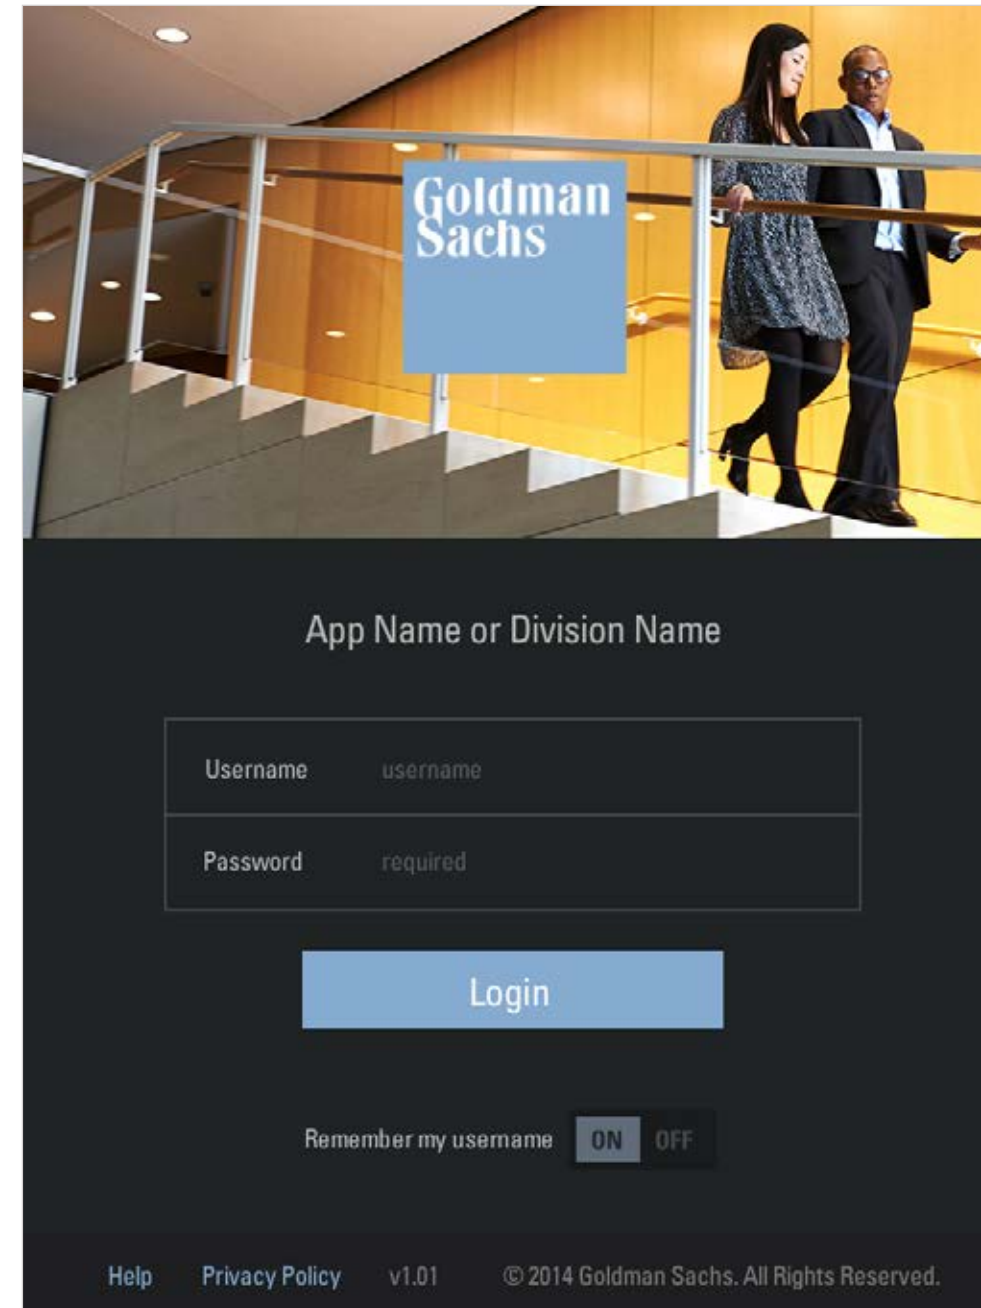 Goldman
Sachs
App Name or Division Name
Username username
Password required
Login
Remember my username ON OFF
Help Privacy Policy v1.01 © 2014 Goldman Sachs. All Rights Reserved.